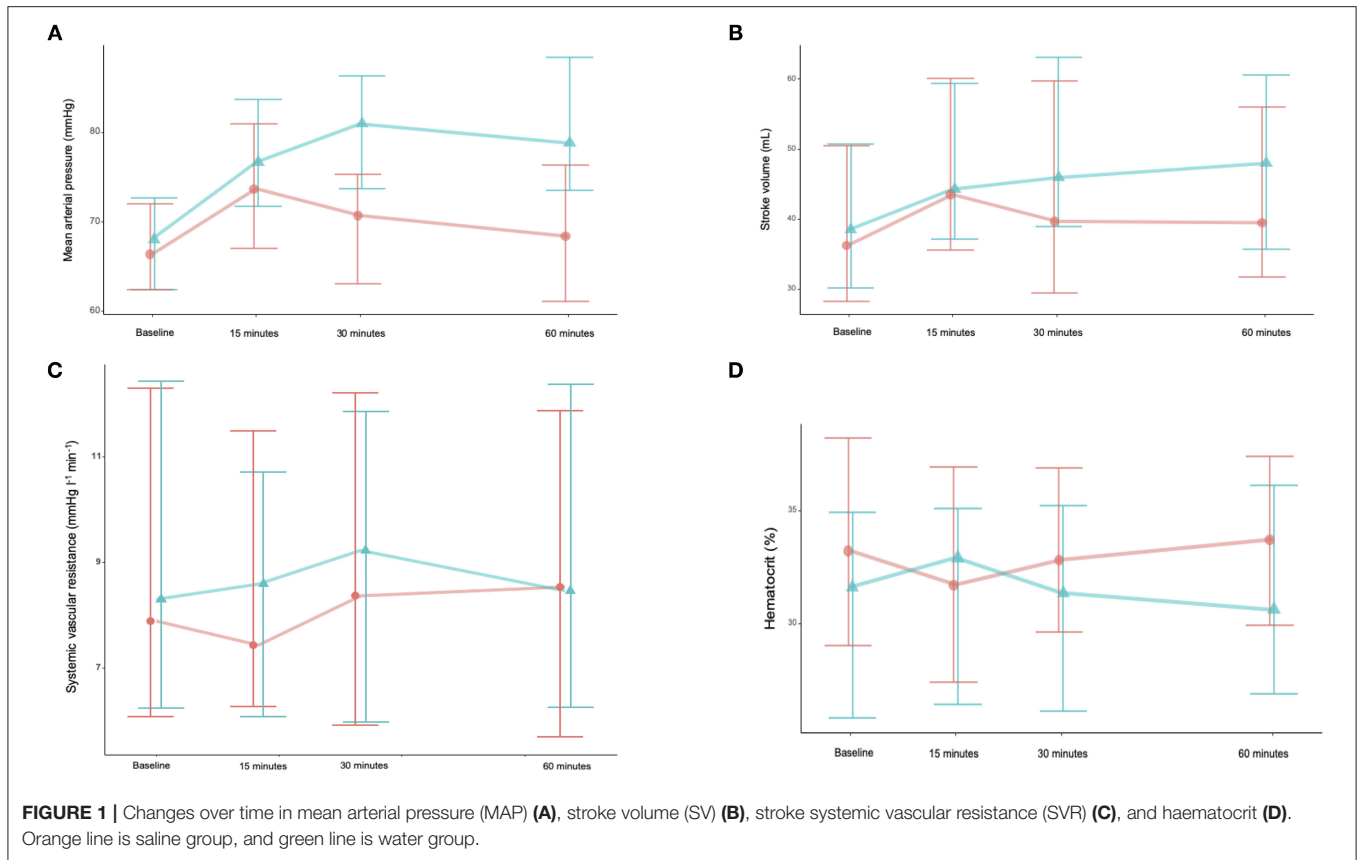 A
Mean arterial pressure (mmHg)
80
70
60
Baseline
15 minutes
30 minutes
60 minutes
B
Stroke volume (mL)
60
50
40
30
Baseline
15 minutes
30 minutes
60 minutes
C
Systemic vascular resistance (mmHg l⁻¹ min⁻¹)
11
9
7
Baseline
15 minutes
30 minutes
60 minutes
D
Hematocrit (%)
35
30
Baseline
15 minutes
30 minutes
60 minutes
FIGURE 1 | Changes over time in mean arterial pressure (MAP) (A), stroke volume (SV) (B), stroke systemic vascular resistance (SVR) (C), and haematocrit (D).
Orange line is saline group, and green line is water group.